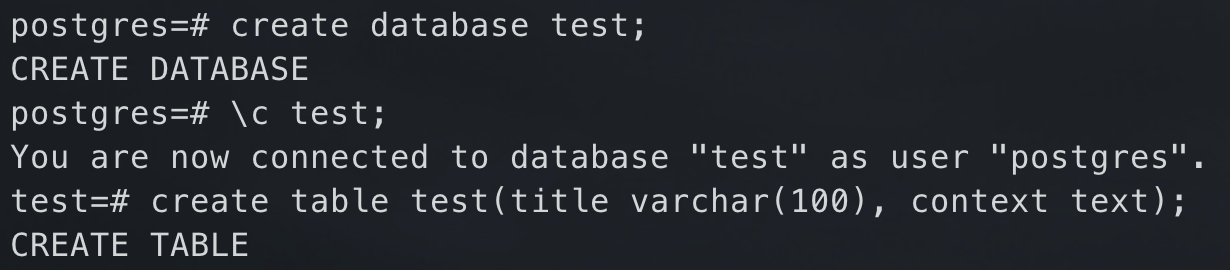 postgres=# create database test;
CREATE DATABASE
postgres=# \c test;
You are now connected to database "test" as user "postgres".
test=# create table test(title varchar(100), context text);
CREATE TABLE